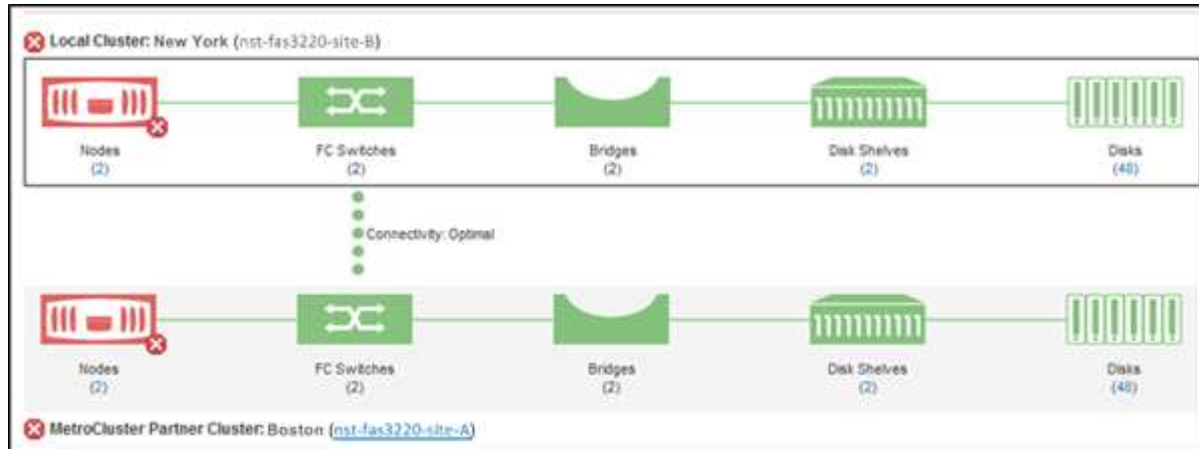 Local Cluster: New York (nst-fas3220-site-B)
Nodes FC Switches Bridges Disk Shelves Disks
(2) (2) (2) (2) (48)
Connectivity: Optimal
Nodes FC Switches Bridges Disk Shelves Disks
(2) (2) (2) (2) (48)
MetroCluster Partner Cluster: Boston (nst-fas3220-site-A)